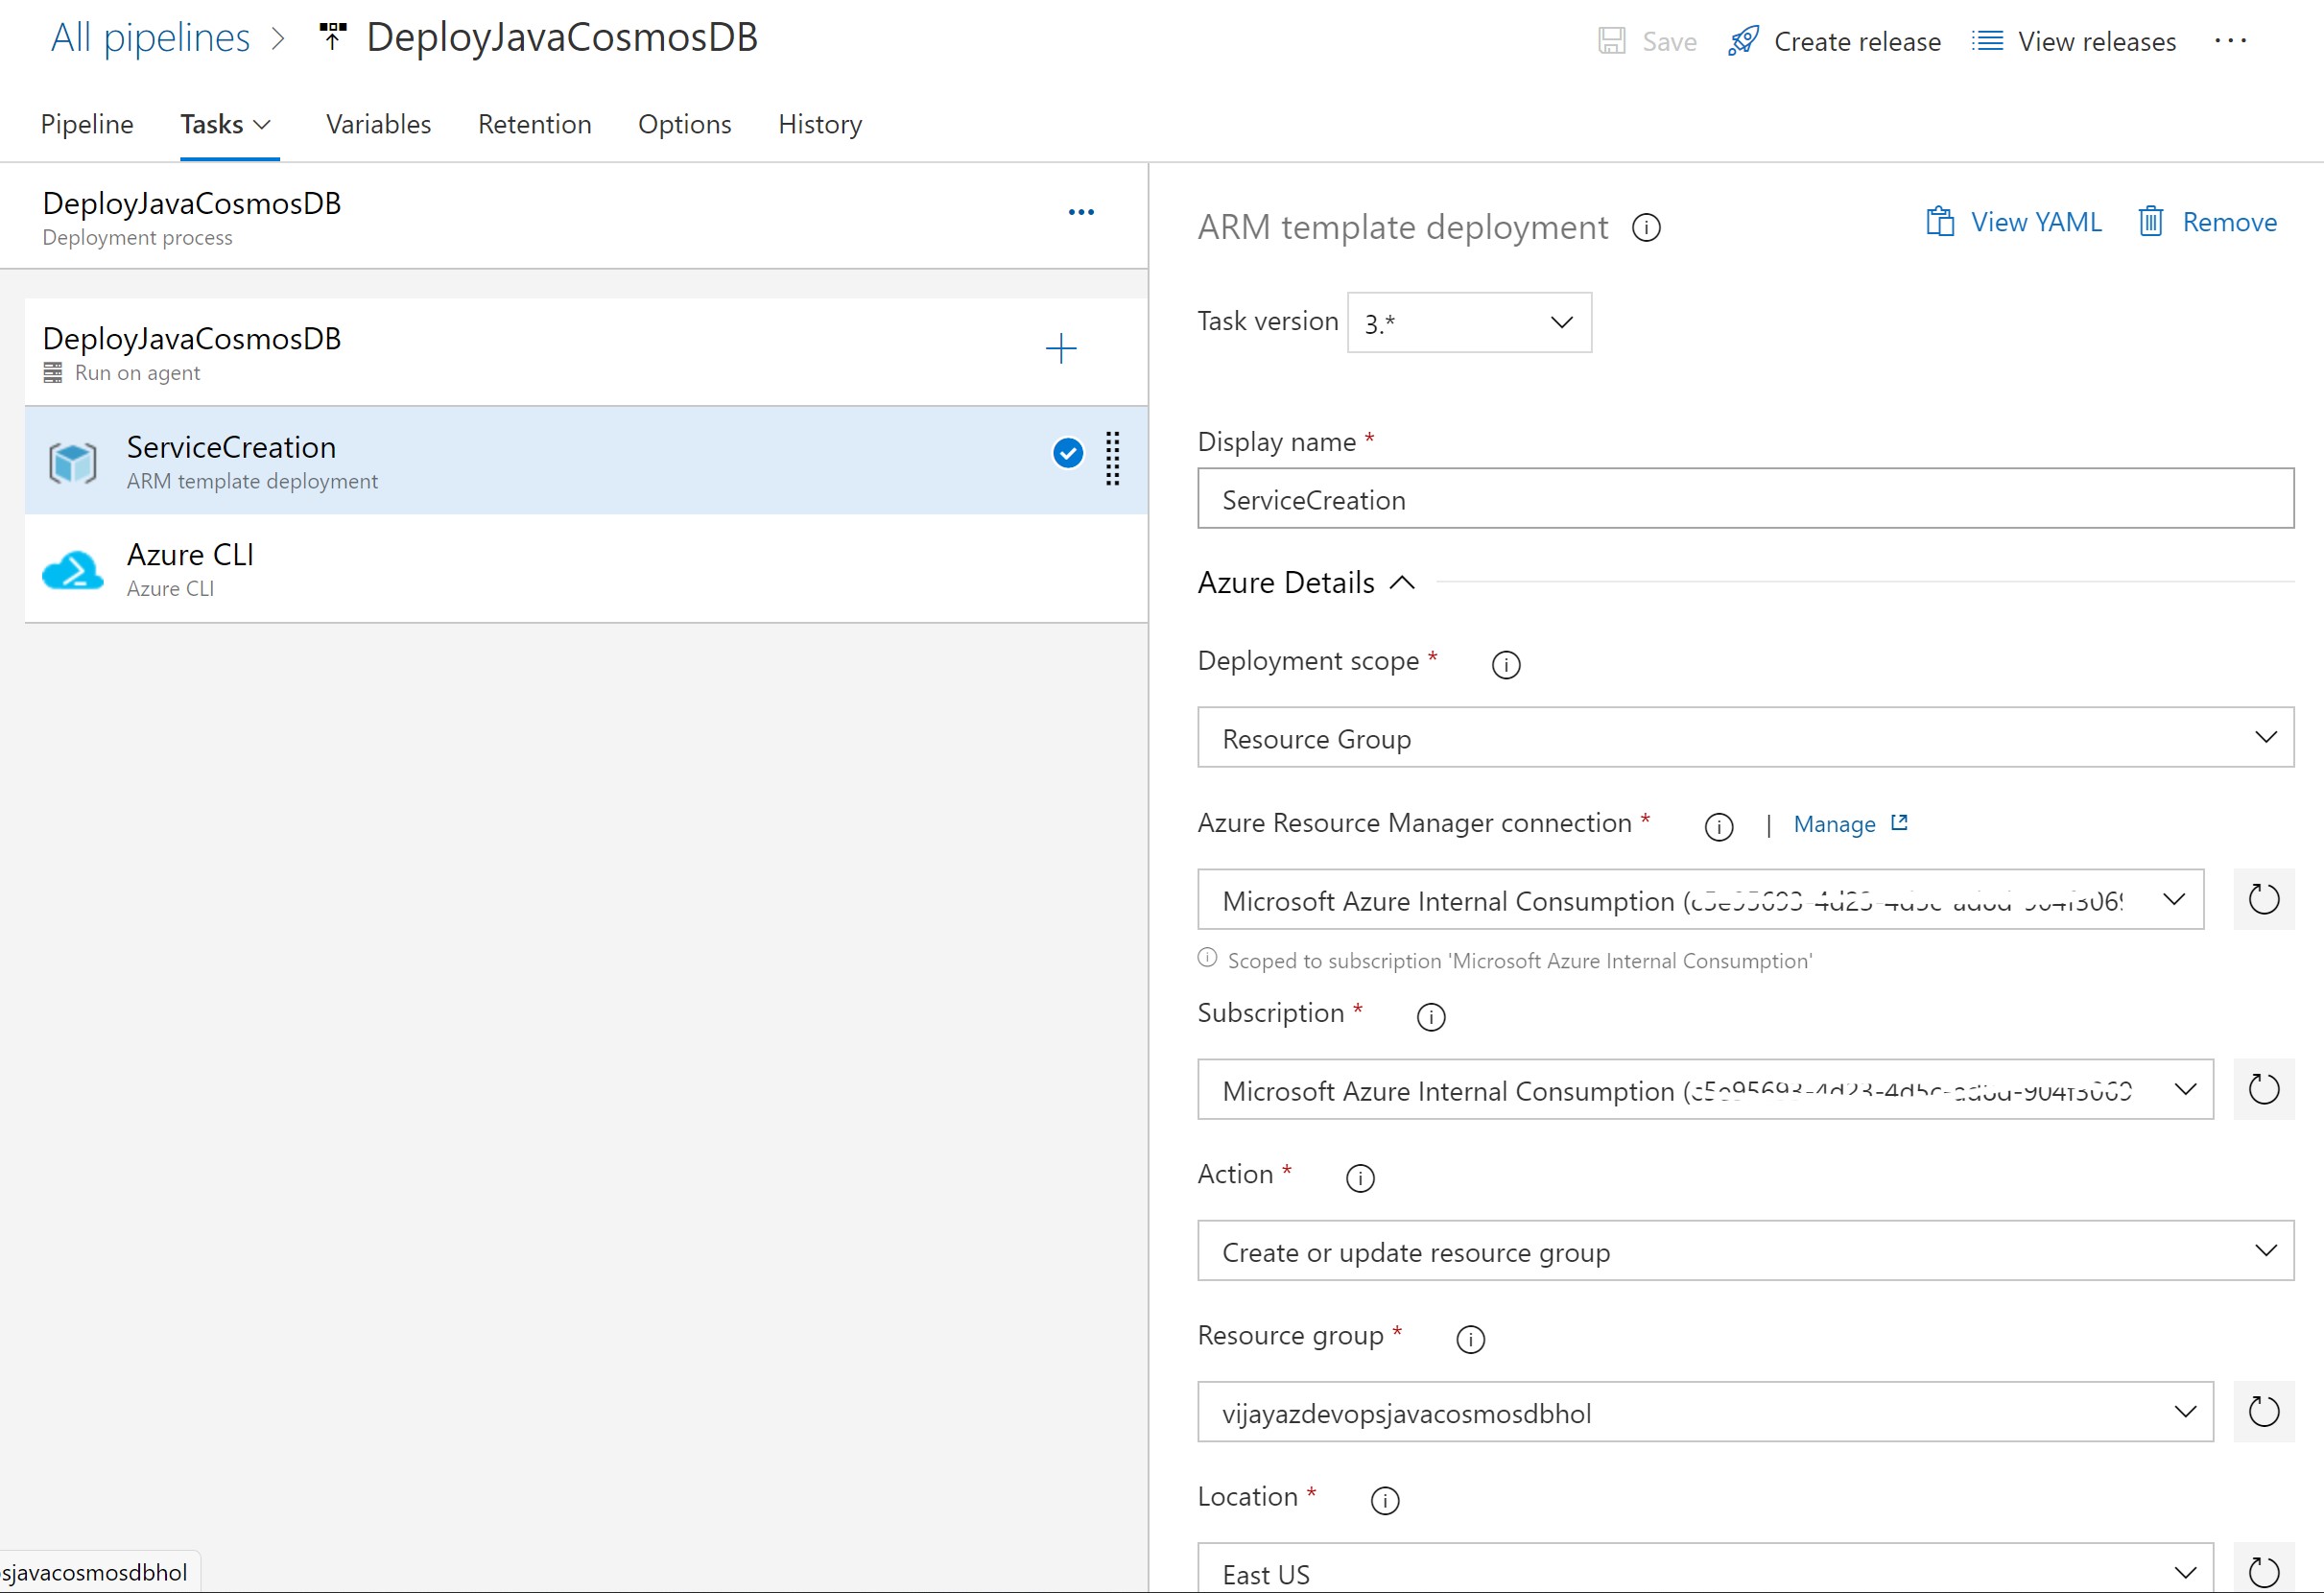 All pipelines > DeployJavaCosmosDB
Save Create release View releases ...
Pipeline Tasks Variables Retention Options History
DeployJavaCosmosDB
Deployment process
DeployJavaCosmosDB
Run on agent
ServiceCreation
ARM template deployment
Azure CLI
Azure CLI
ARM template deployment
View YAML Remove
Task version 3.*
Display name *
ServiceCreation
Azure Details
Deployment scope *
Resource Group
Azure Resource Manager connection * | Manage
Microsoft Azure Internal Consumption (
Scoped to subscription 'Microsoft Azure Internal Consumption'
Subscription *
Microsoft Azure Internal Consumption (
Action *
Create or update resource group
Resource group *
vijayazdevopsjavacosmosdbhol
Location *
East US
sjavacosmosdbhol